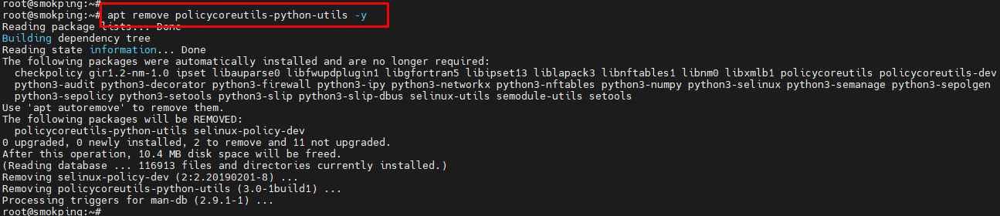 root@smokping:~#
root@smokping:~# apt remove policycoreutils-python-utils -y
Reading package lists... Done
Building dependency tree
Reading state information... Done
The following packages were automatically installed and are no longer required:
checkpolicy gir1.2-nm-1.0 ipset libauparse0 libfwupdplugin1 libgfortran5 libipset13 liblapack3 libnftables1 libnm0 libxmlb1 policycoreutils policycoreutils-dev
python3-audit python3-decorator python3-firewall python3-ipy python3-networkx python3-nftables python3-numpy python3-selinux python3-semanage python3-sepolgen
python3-sepolicy python3-setools python3-slip python3-slip-dbus selinux-utils semodule-utils setools
Use 'apt autoremove' to remove them.
The following packages will be REMOVED:
policycoreutils-python-utils selinux-policy-dev
0 upgraded, 0 newly installed, 2 to remove and 11 not upgraded.
After this operation, 10.4 MB disk space will be freed.
(Reading database ... 116913 files and directories currently installed.)
Removing selinux-policy-dev (2:2.20190201-8) ...
Removing policycoreutils-python-utils (3.0-1build1) ...
Processing triggers for man-db (2.9.1-1) ...
root@smokping:~#